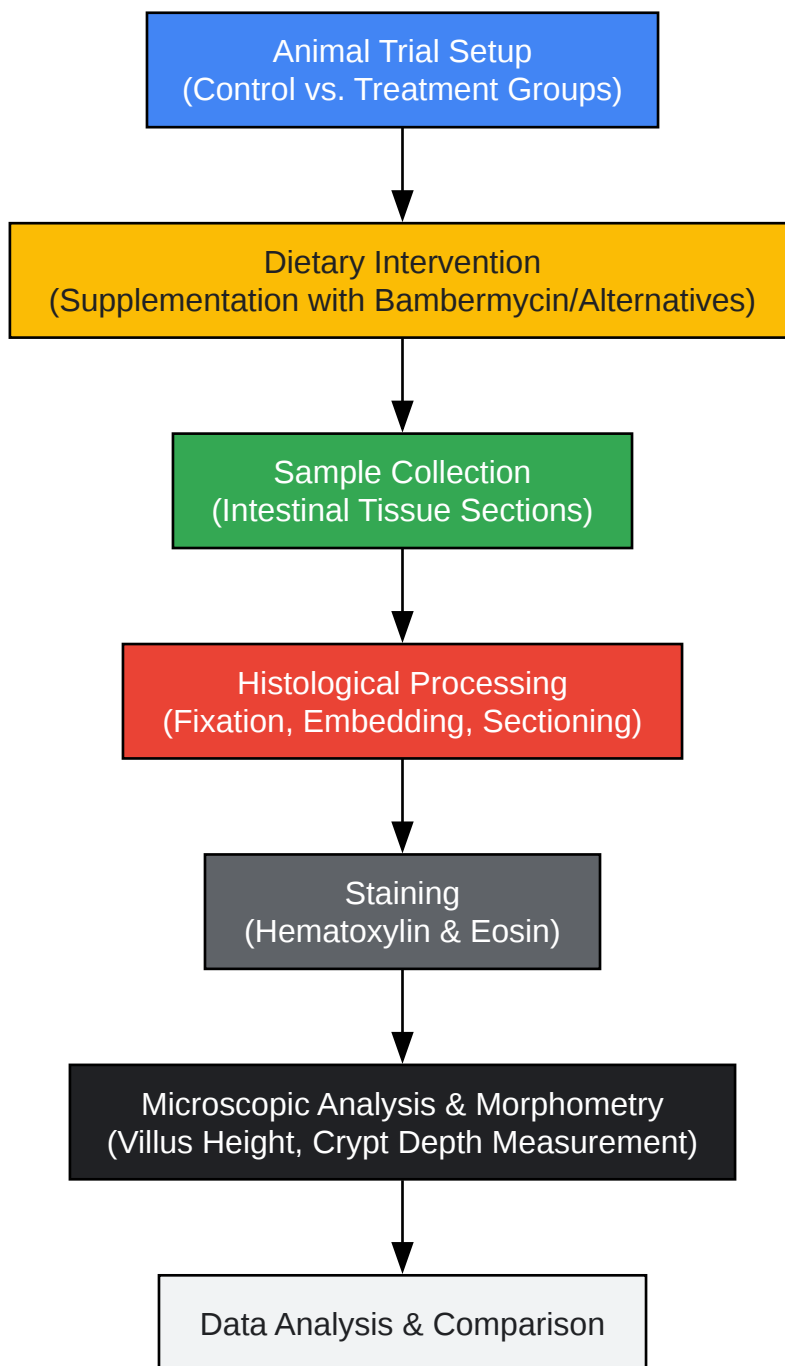 Animal Trial Setup
(Control vs. Treatment Groups)
Dietary Intervention
(Supplementation with Bambermycin/Alternatives)
Sample Collection
(Intestinal Tissue Sections)
Histological Processing
(Fixation, Embedding, Sectioning)
Staining
(Hematoxylin & Eosin)
Microscopic Analysis & Morphometry
(Villus Height, Crypt Depth Measurement)
Data Analysis & Comparison